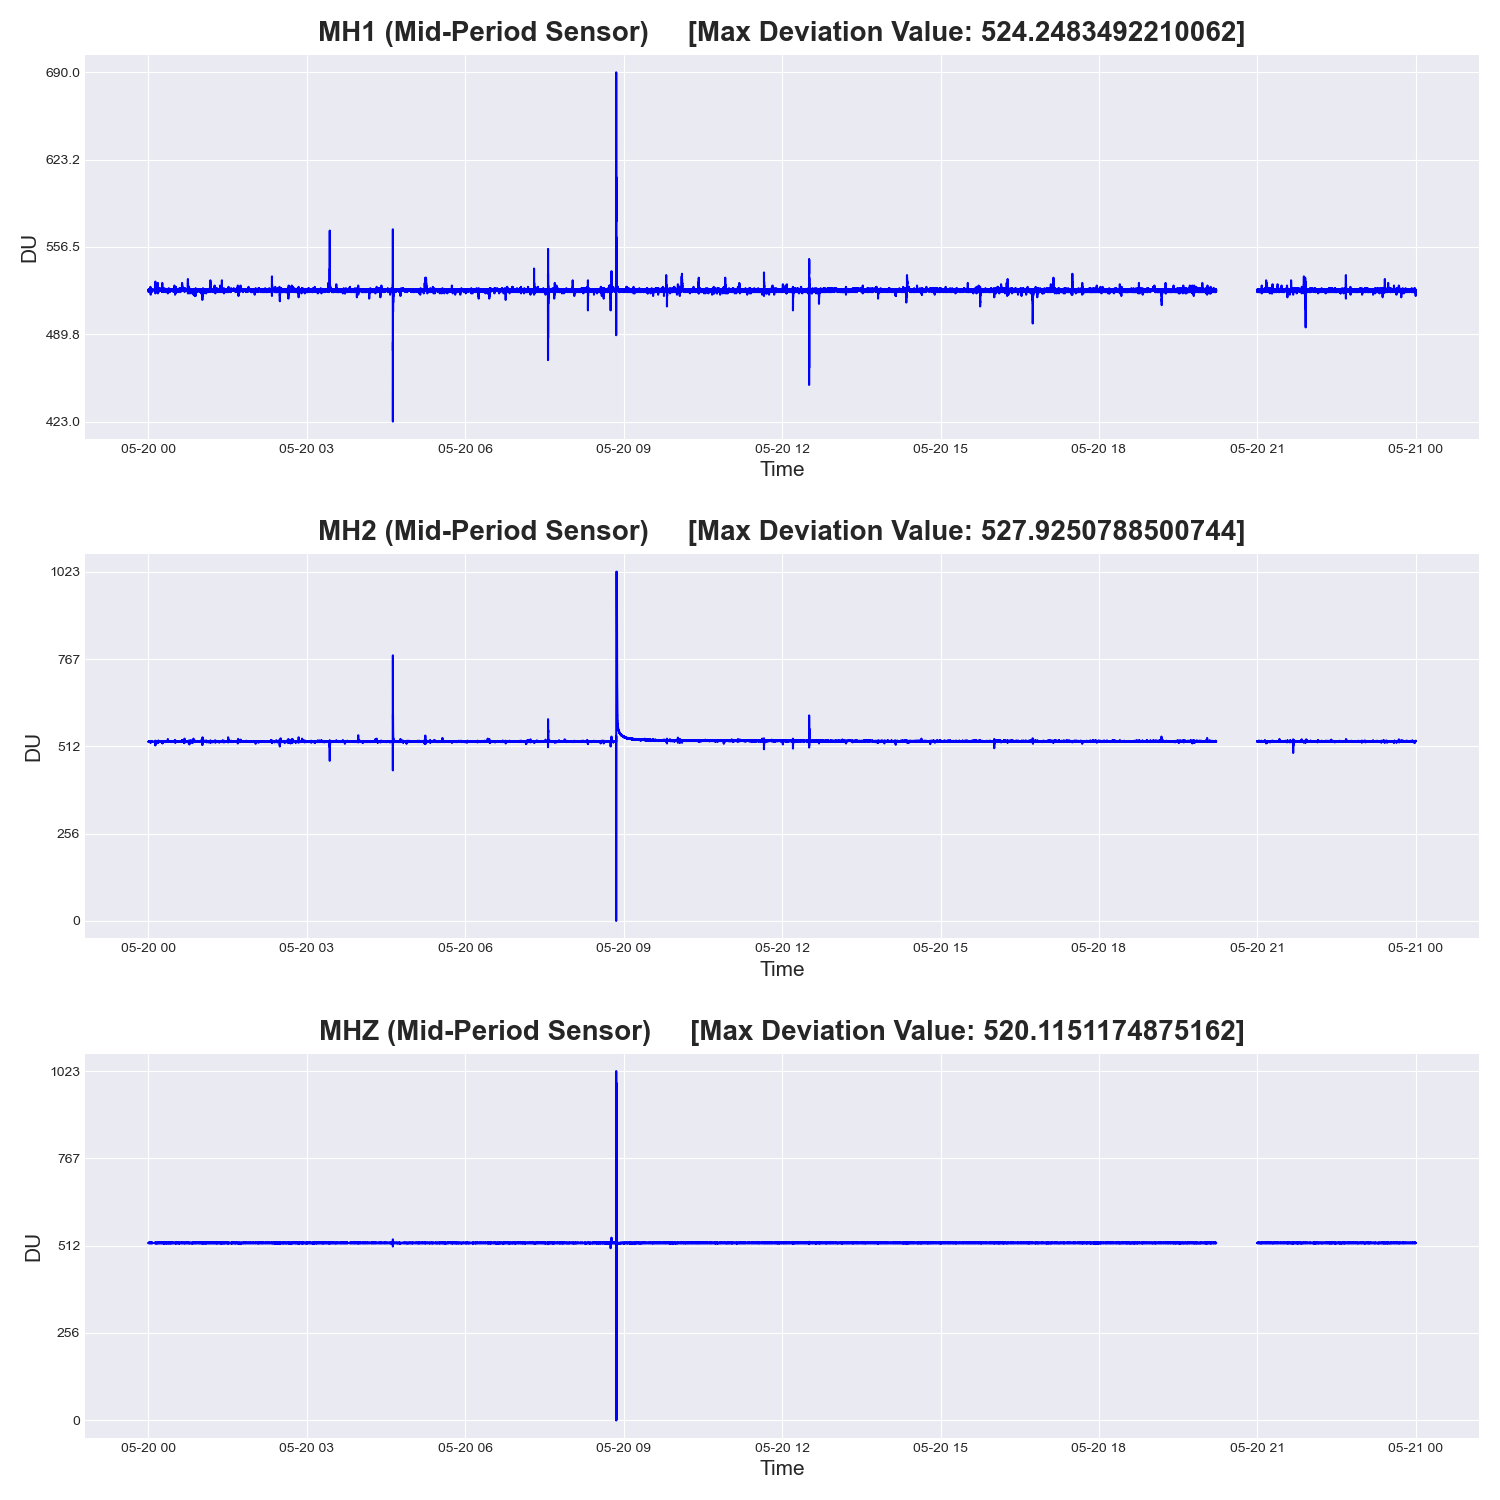 MH1 (Mid-Period Sensor) [Max Deviation Value: 524.2483492210062]
690.0
623.2
556.5
489.8
423.0
DU
05-20 00 05-20 03 05-20 06 05-20 09 05-20 12 05-20 15 05-20 18 05-20 21 05-21 00
Time
MH2 (Mid-Period Sensor) [Max Deviation Value: 527.9250788500744]
1023
767
512
256
0
DU
05-20 00 05-20 03 05-20 06 05-20 09 05-20 12 05-20 15 05-20 18 05-20 21 05-21 00
Time
MHZ (Mid-Period Sensor) [Max Deviation Value: 520.1151174875162]
1023
767
512
256
0
DU
05-20 00 05-20 03 05-20 06 05-20 09 05-20 12 05-20 15 05-20 18 05-20 21 05-21 00
Time